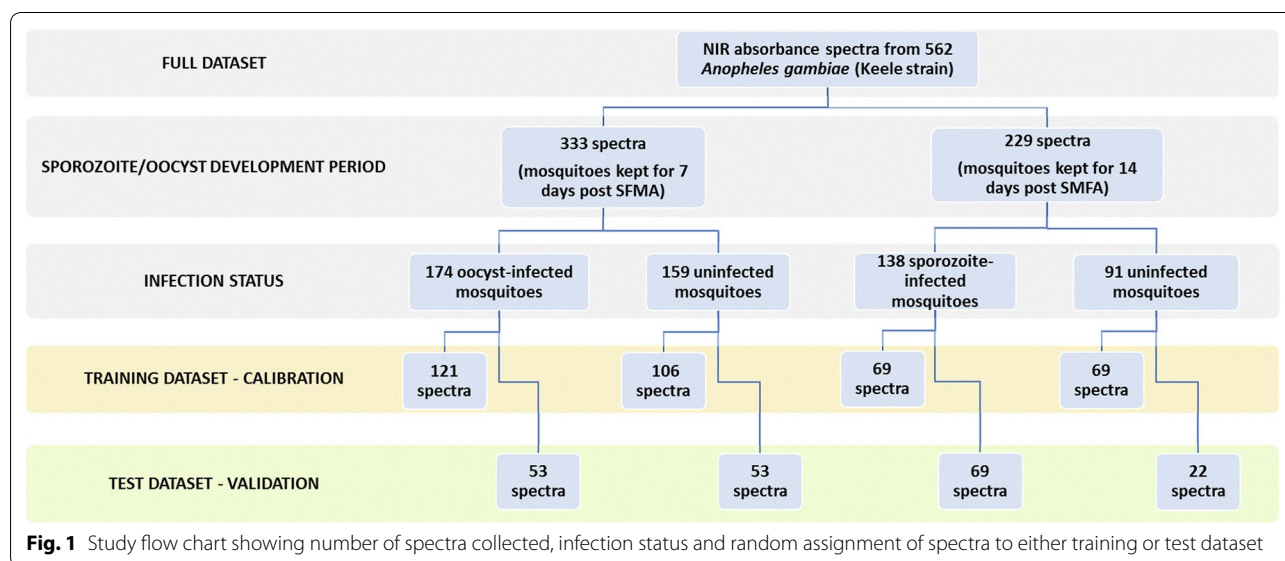 FULL DATASET
NIR absorbance spectra from 562
Anopheles gambiae (Keele strain)
SPOROZOITE/OOCYST DEVELOPMENT PERIOD
333 spectra
(mosquitoes kept for 7
days post SFMA)
229 spectra
(mosquitoes kept for 14
days post SMFA)
INFECTION STATUS
174 oocyst-infected
mosquitoes
159 uninfected
mosquitoes
138 sporozoite-
infected
mosquitoes
91 uninfected
mosquitoes
TRAINING DATASET - CALIBRATION
121
spectra
106
spectra
69
spectra
69
spectra
TEST DATASET - VALIDATION
53
spectra
53
spectra
69
spectra
22
spectra
Fig. 1 Study flow chart showing number of spectra collected, infection status and random assignment of spectra to either training or test dataset